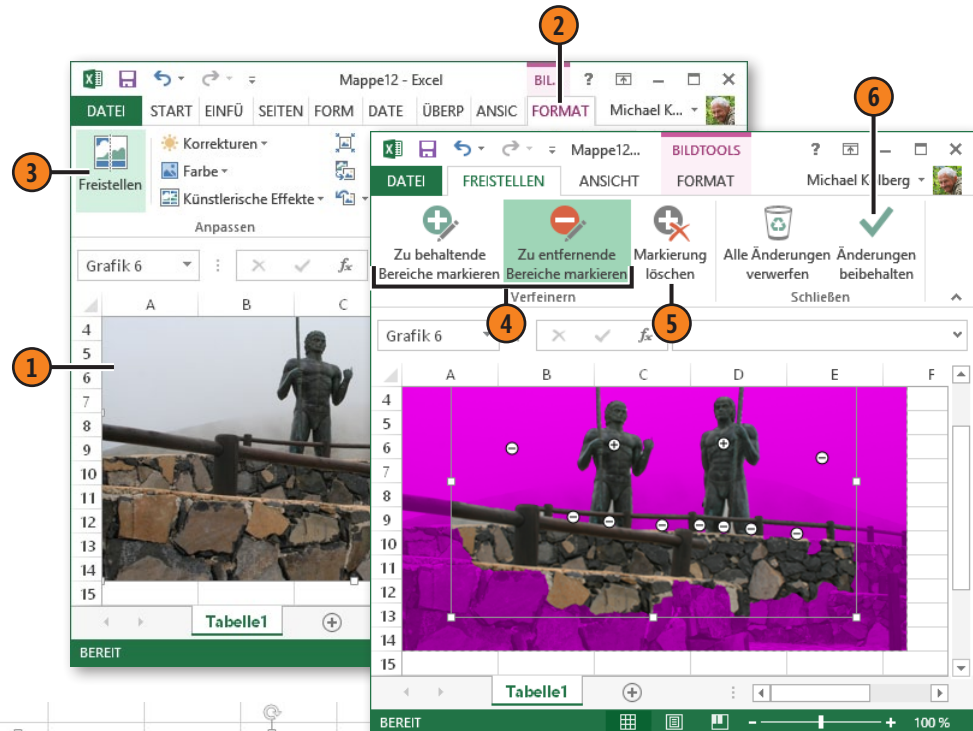 2
Mappe12 - Excel
BIL.
?
DATEI START EINFÜ SEITEN FORM DATE ÜBERP ANSIC FORMAT Michael K...
6
3
Freistellen
Korrekturen
Farbe
Künstlerische Effekte
Anpassen
Grafik 6
fx
A B C
4
5
6
7
8
9
10
11
12
13
14
15
1
Tabelle1
BEREIT
Mappe12...
BILDTOOLS
?
DATEI FREISTELLEN ANSICHT FORMAT
Zu behaltende
Bereiche markieren
Zu entfernende
Bereiche markieren
Markierung
löschen
Alle Änderungen
verwerfen
Änderungen
beibehalten
Verfeinern
Schließen
4
5
Grafik 6
A B C D E F
4
5
6
7
8
9
10
11
12
13
14
15
Tabelle1
BEREIT
100 %